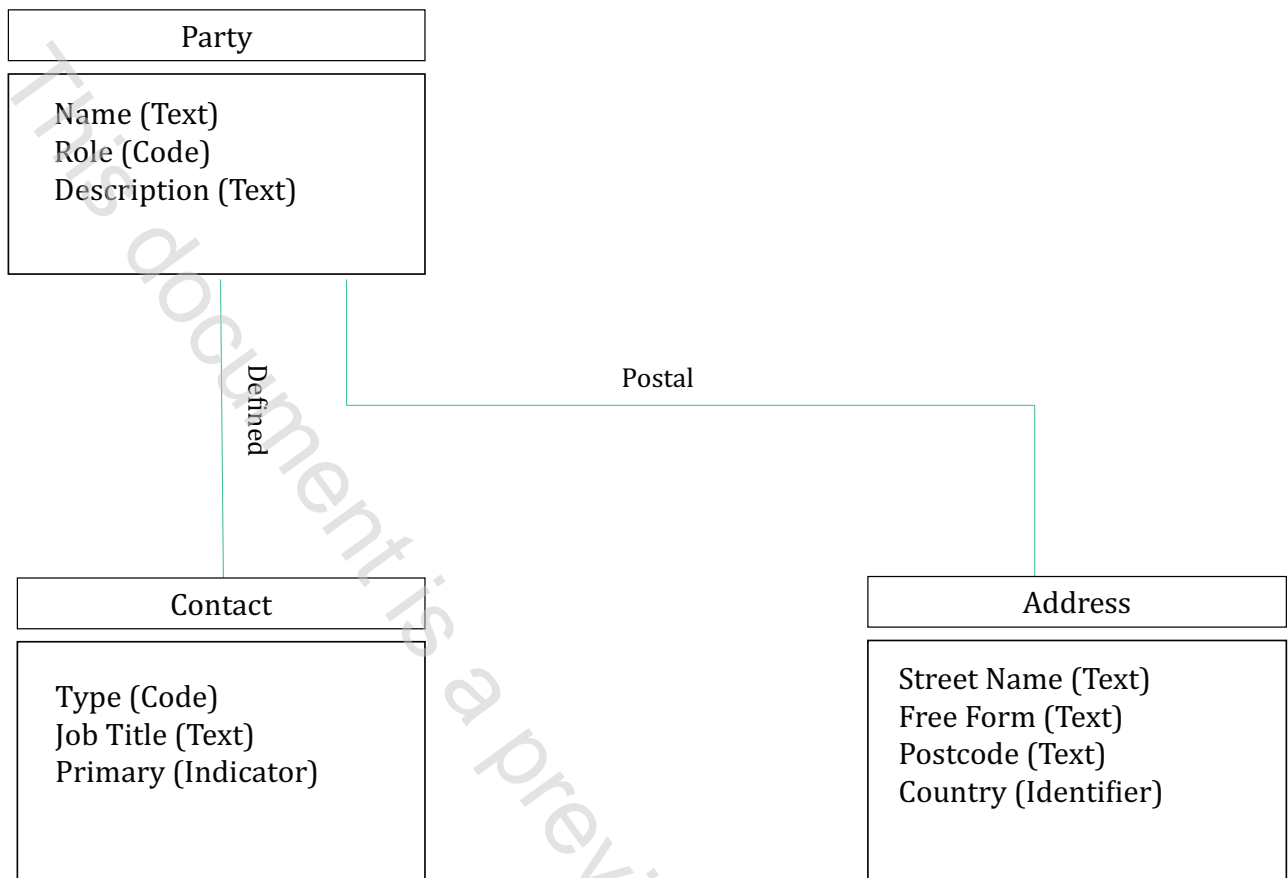 Party
Name (Text)
Role (Code)
Description (Text)
Defined
Postal
Contact
Type (Code)
Job Title (Text)
Primary (Indicator)
Address
Street Name (Text)
Free Form (Text)
Postcode (Text)
Country (Identifier)
This document is a